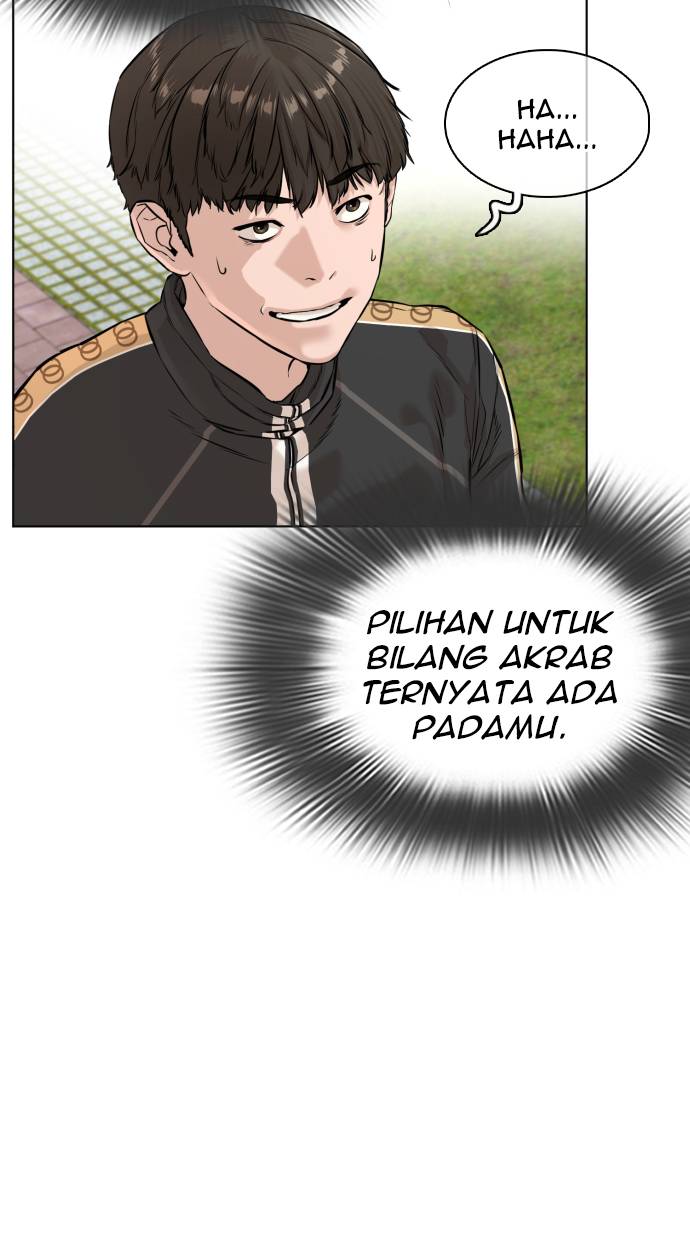 HA...
HAHA...
PILIHAN UNTUK
BILANG AKRAB
TERNYATA ADA
PADAMU.